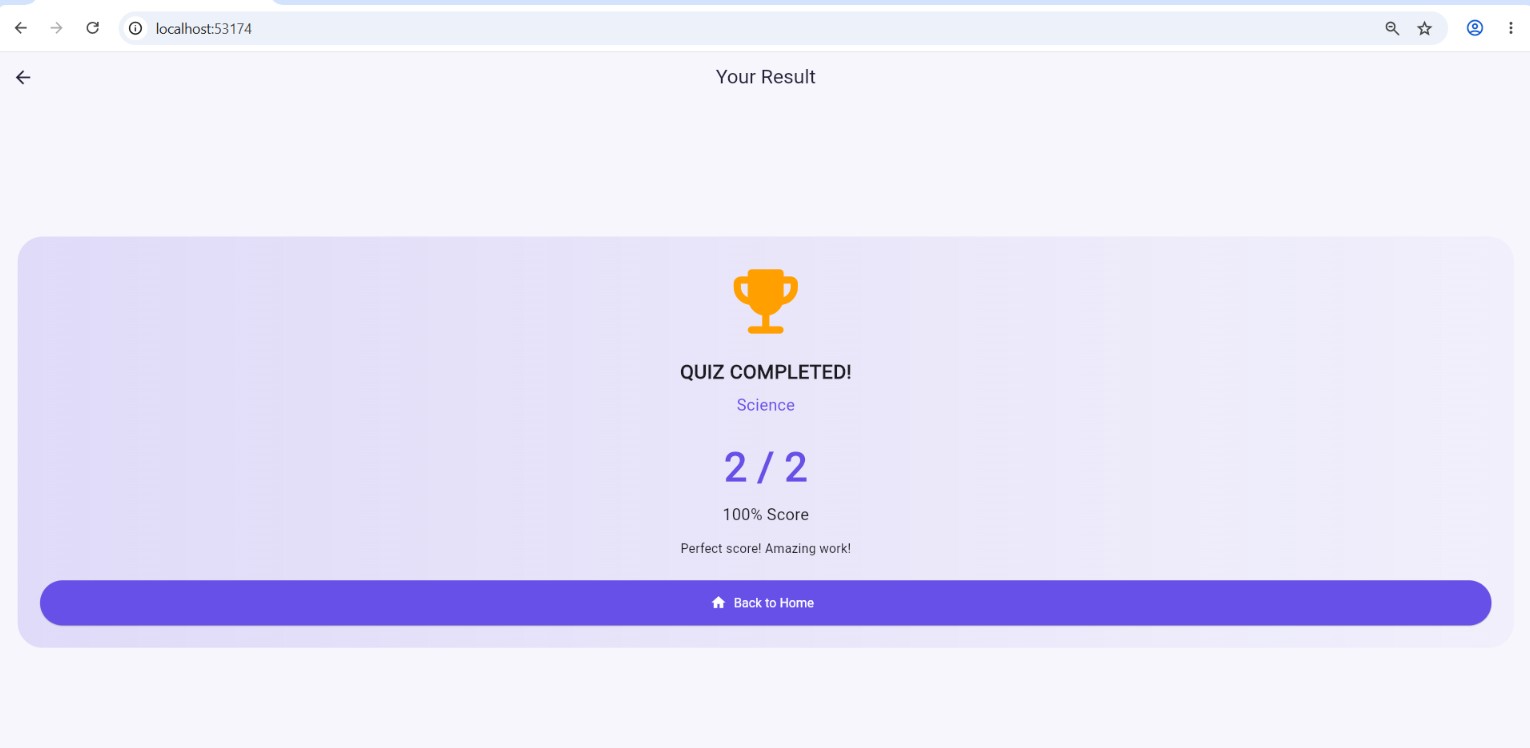 localhost:53174
Your Result
QUIZ COMPLETED!
Science
2 / 2
100% Score
Perfect score! Amazing work!
Back to Home